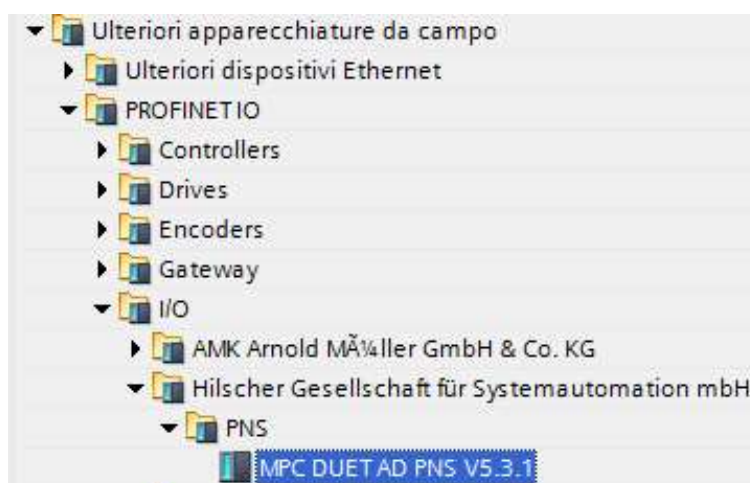 Ulteriori apparecchiature da campo
Ulteriori dispositivi Ethernet
PROFINET IO
Controllers
Drives
Encoders
Gateway
I/O
AMK Arnold MÃ¼ller GmbH & Co. KG
Hilscher Gesellschaft für Systemautomation mbH
PNS
MPC DUET AD PNS V5.3.1